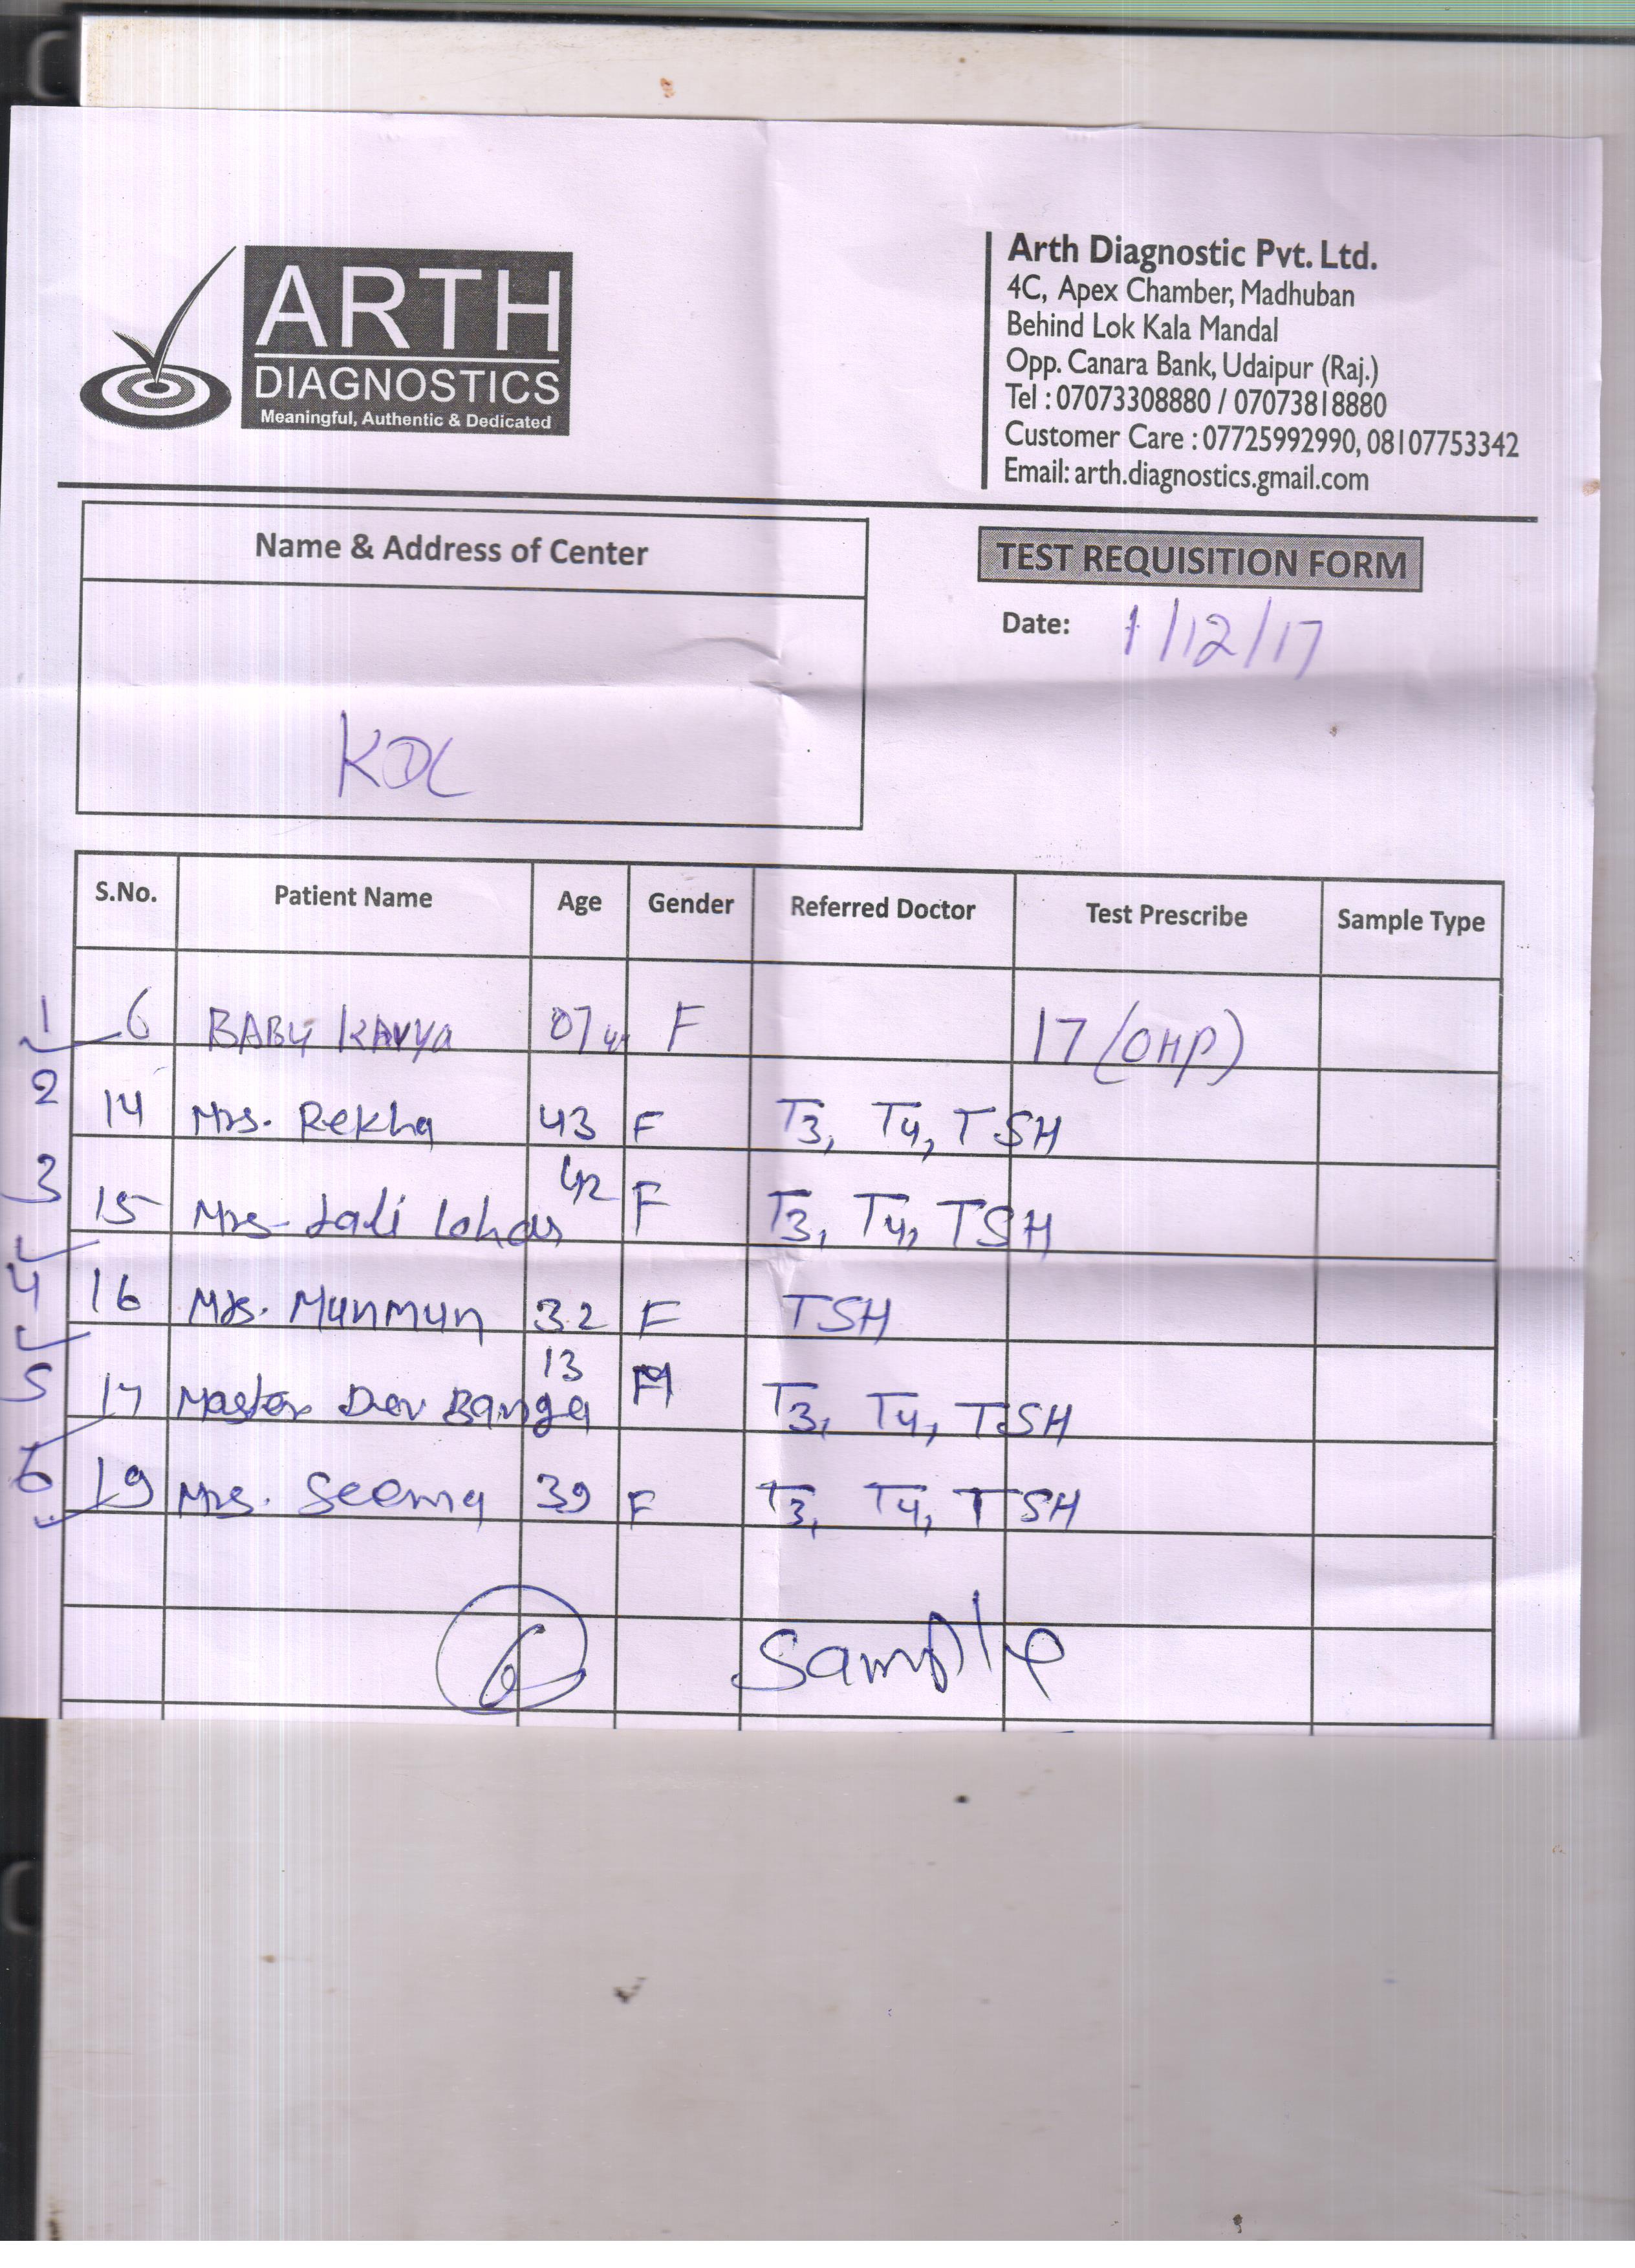 ARTH
DIAGNOSTICS
Meaningful, Authentic & Dedicated
Arth Diagnostic Pvt. Ltd.
4C, Apex Chamber, Madhuban
Behind Lok Kala Mandal
Opp. Canara Bank, Udaipur (Raj.)
Tel : 07073308880 / 07073818880
Customer Care : 07725992990, 08107753342
Email: arth.diagnostics.gmail.com
Name & Address of Center
TEST REQUISITION FORM
Date: 1/12/17
KDC
S.No. Patient Name Age Gender Referred Doctor Test Prescribe Sample Type
1 6 BABY KAVYA 07 F 17 (OHP)
2 14 Mrs. Rekha 43 F T3, T4, TSH
3 15 Mrs. Lali Lohar 42 F T3, T4, TSH
4 16 Mrs. Munmun 32 F TSH
5 17 Master Dev Banga 13 M T3, T4, TSH
6 19 Mrs. Seema 39 F T3, T4, TSH
6 Sample